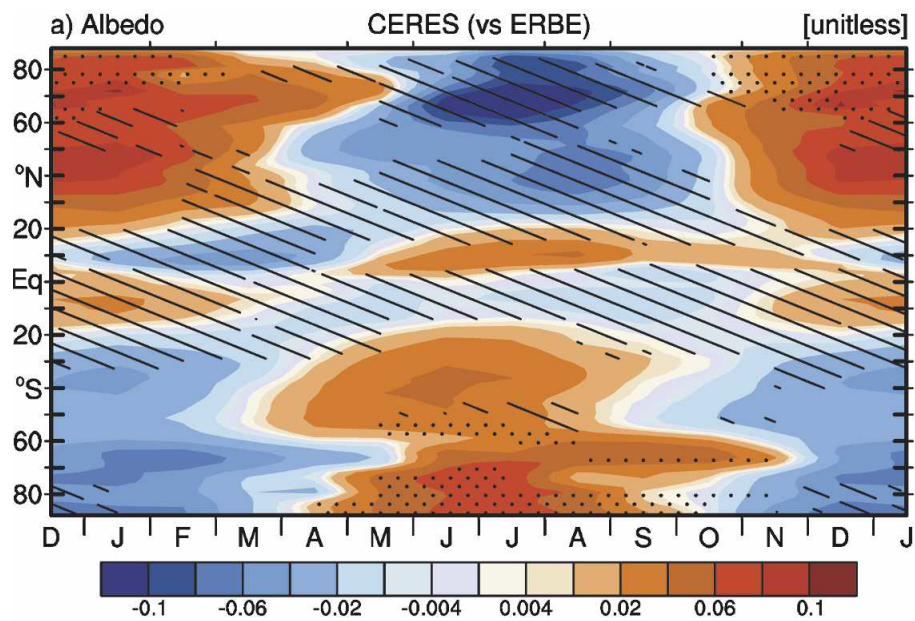 a) Albedo CERES (vs ERBE) [unitless]
80
60
ºN 
20
Eq
20
ºS
60
80
D J F M A M J J A S O N D J
-0.1 -0.06 -0.02 -0.004 0.004 0.02 0.06 0.1